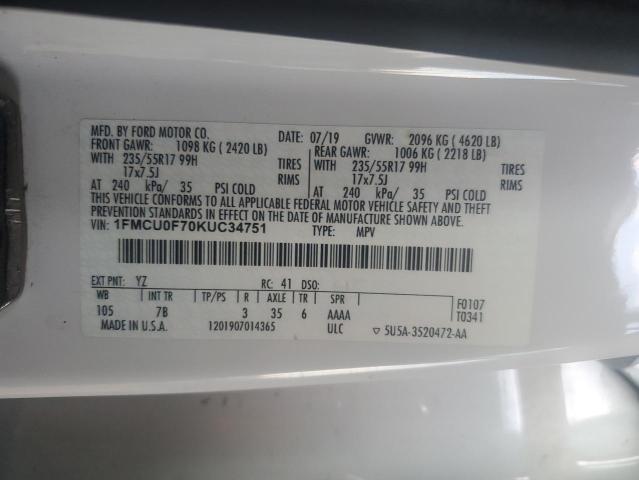 MFD. BY FORD MOTOR CO. DATE: 07/19 GVWR: 2096 KG ( 4620 LB)
FRONT GAWR: 1098 KG ( 2420 LB) REAR GAWR: 1006 KG ( 2218 LB)
WITH 235/55R17 99H TIRES WITH 235/55R17 99H TIRES
17x7.5J RIMS 17x7.5J RIMS
AT 240 kPa/ 35 PSI COLD AT 240 kPa/ 35 PSI COLD
THIS VEHICLE CONFORMS TO ALL APPLICABLE FEDERAL MOTOR VEHICLE SAFETY AND THEFT
PREVENTION STANDARDS IN EFFECT ON THE DATE OF MANUFACTURE SHOWN ABOVE.
VIN: 1FMCU0F70KUC34751 TYPE: MPV
EXT PNT: YZ RC: 41 DSO:
WB INT TR TP/PS R AXLE TR SPR F0107
105 7B 3 35 6 AAAA T0341
MADE IN U.S.A. 1201907014365 ULC ▽ 5U5A-3520472-AA